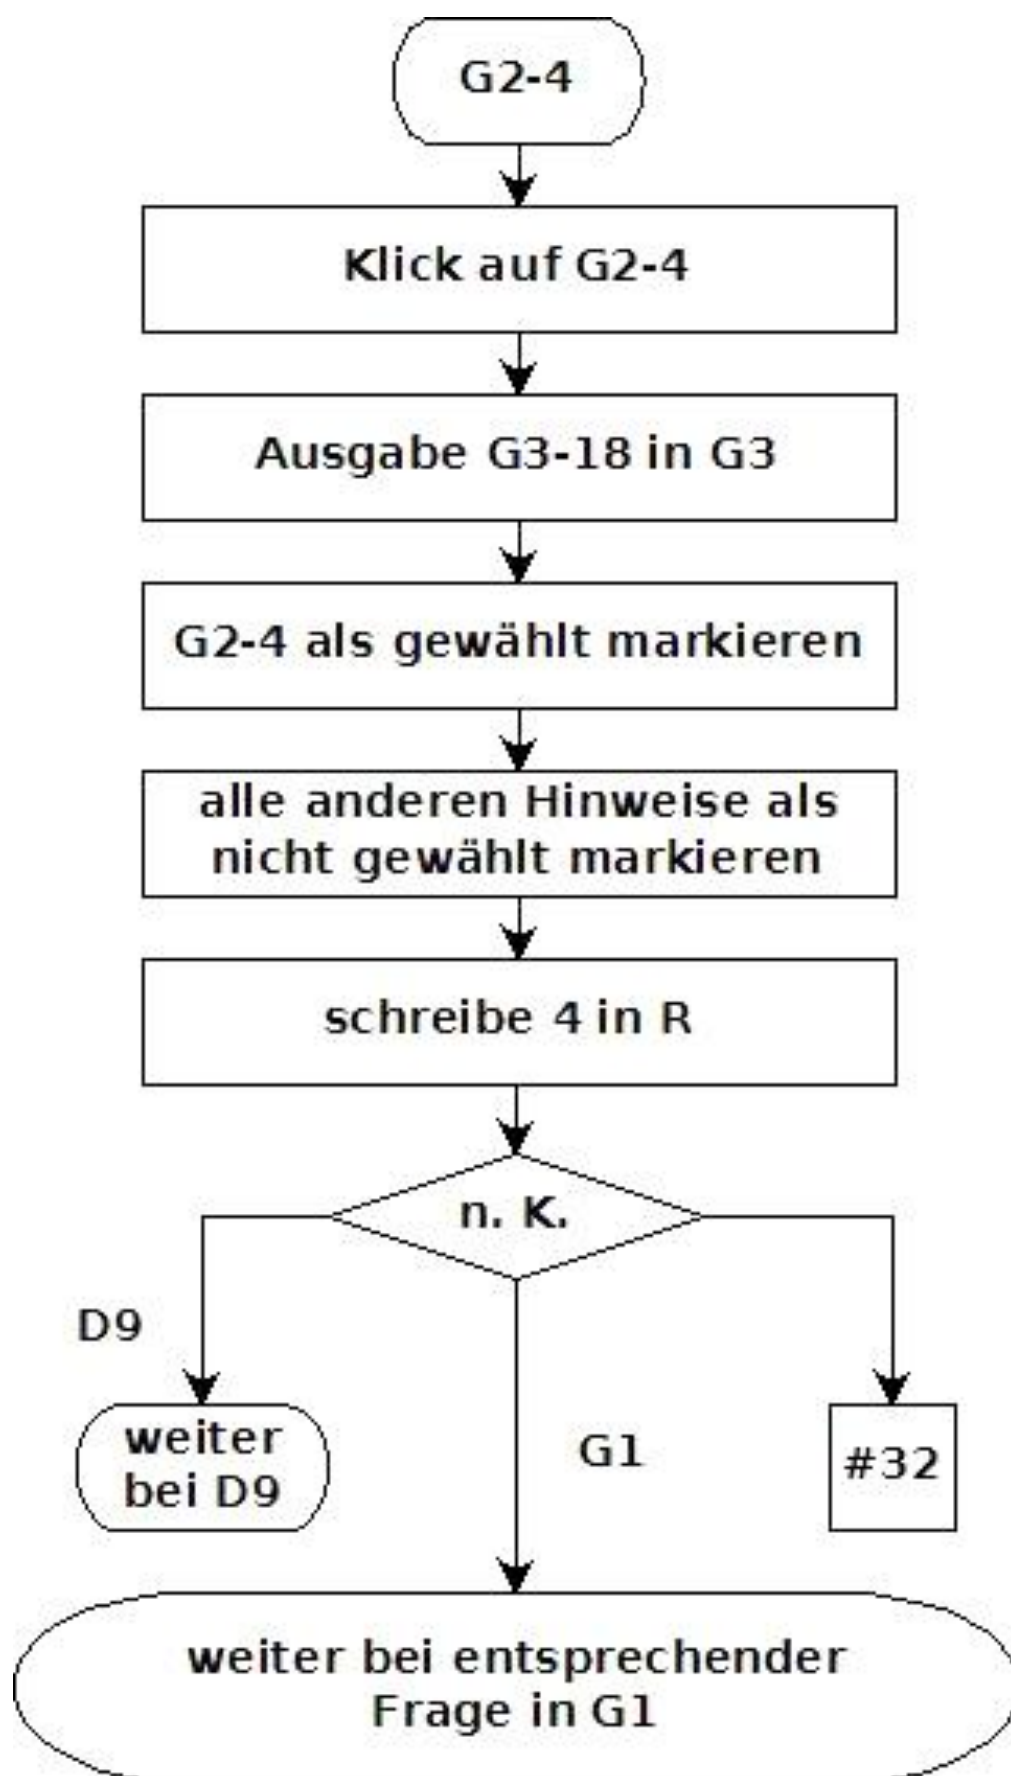 G2-4
Klick auf G2-4
Ausgabe G3-18 in G3
G2-4 als gewählt markieren
alle anderen Hinweise als
nicht gewählt markieren
schreibe 4 in R
n. K.
D9
weiter
bei D9
G1
#32
weiter bei entsprechender
Frage in G1